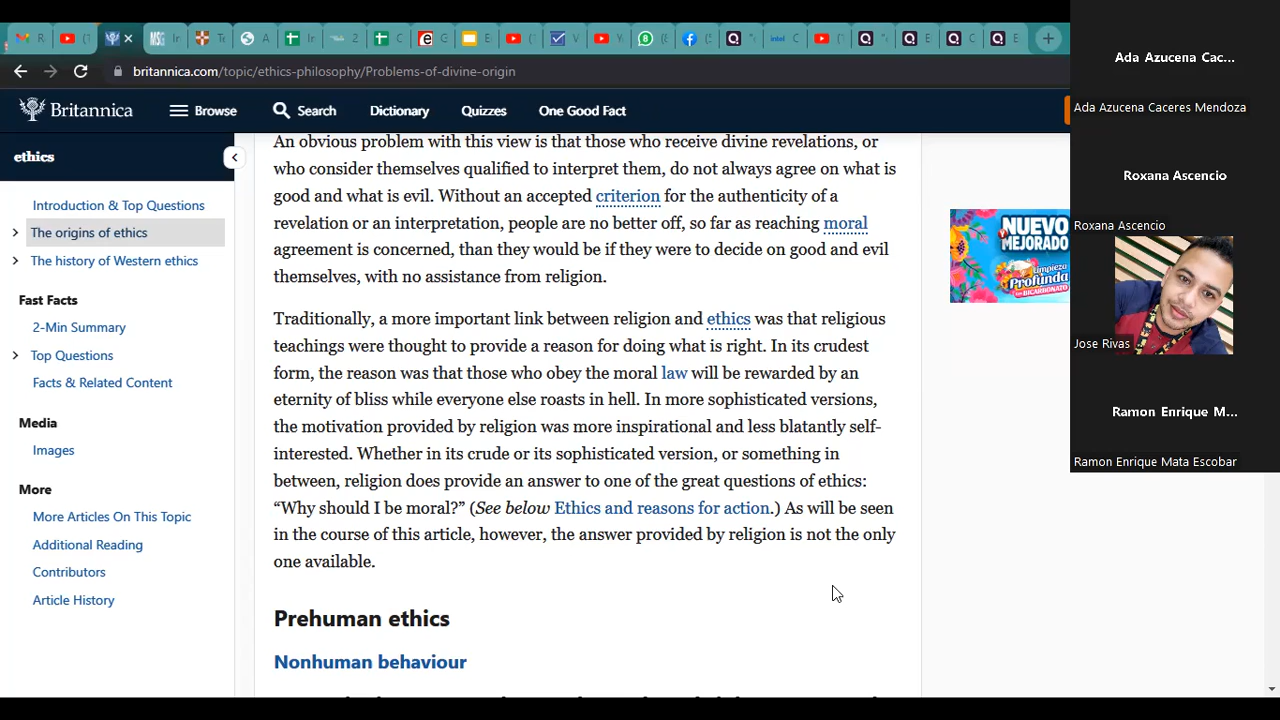 britannica.com/topic/ethics-philosophy/Problems-of-divine-origin
Britannica
Browse
Search
Dictionary
Quizzes
One Good Fact
ethics
Introduction & Top Questions
The origins of ethics
The history of Western ethics
Fast Facts
2-Min Summary
Top Questions
Facts & Related Content
Media
Images
More
More Articles On This Topic
Additional Reading
Contributors
Article History
An obvious problem with this view is that those who receive divine revelations, or
who consider themselves qualified to interpret them, do not always agree on what is
good and what is evil. Without an accepted criterion for the authenticity of a
revelation or an interpretation, people are no better off, so far as reaching moral
agreement is concerned, than they would be if they were to decide on good and evil
themselves, with no assistance from religion.
Traditionally, a more important link between religion and ethics was that religious
teachings were thought to provide a reason for doing what is right. In its crudest
form, the reason was that those who obey the moral law will be rewarded by an
eternity of bliss while everyone else roasts in hell. In more sophisticated versions,
the motivation provided by religion was more inspirational and less blatantly self-
interested. Whether in its crude or its sophisticated version, or something in
between, religion does provide an answer to one of the great questions of ethics:
“Why should I be moral?” (See below Ethics and reasons for action.) As will be seen
in the course of this article, however, the answer provided by religion is not the only
one available.
Prehuman ethics
Nonhuman behaviour
NUEVO
MEJORADO
Limpieza
Profunda
con BICARBONATO
Ada Azucena Cac...
Ada Azucena Caceres Mendoza
Roxana Ascencio
Roxana Ascencio
Jose Rivas
Ramon Enrique M...
Ramon Enrique Mata Escobar